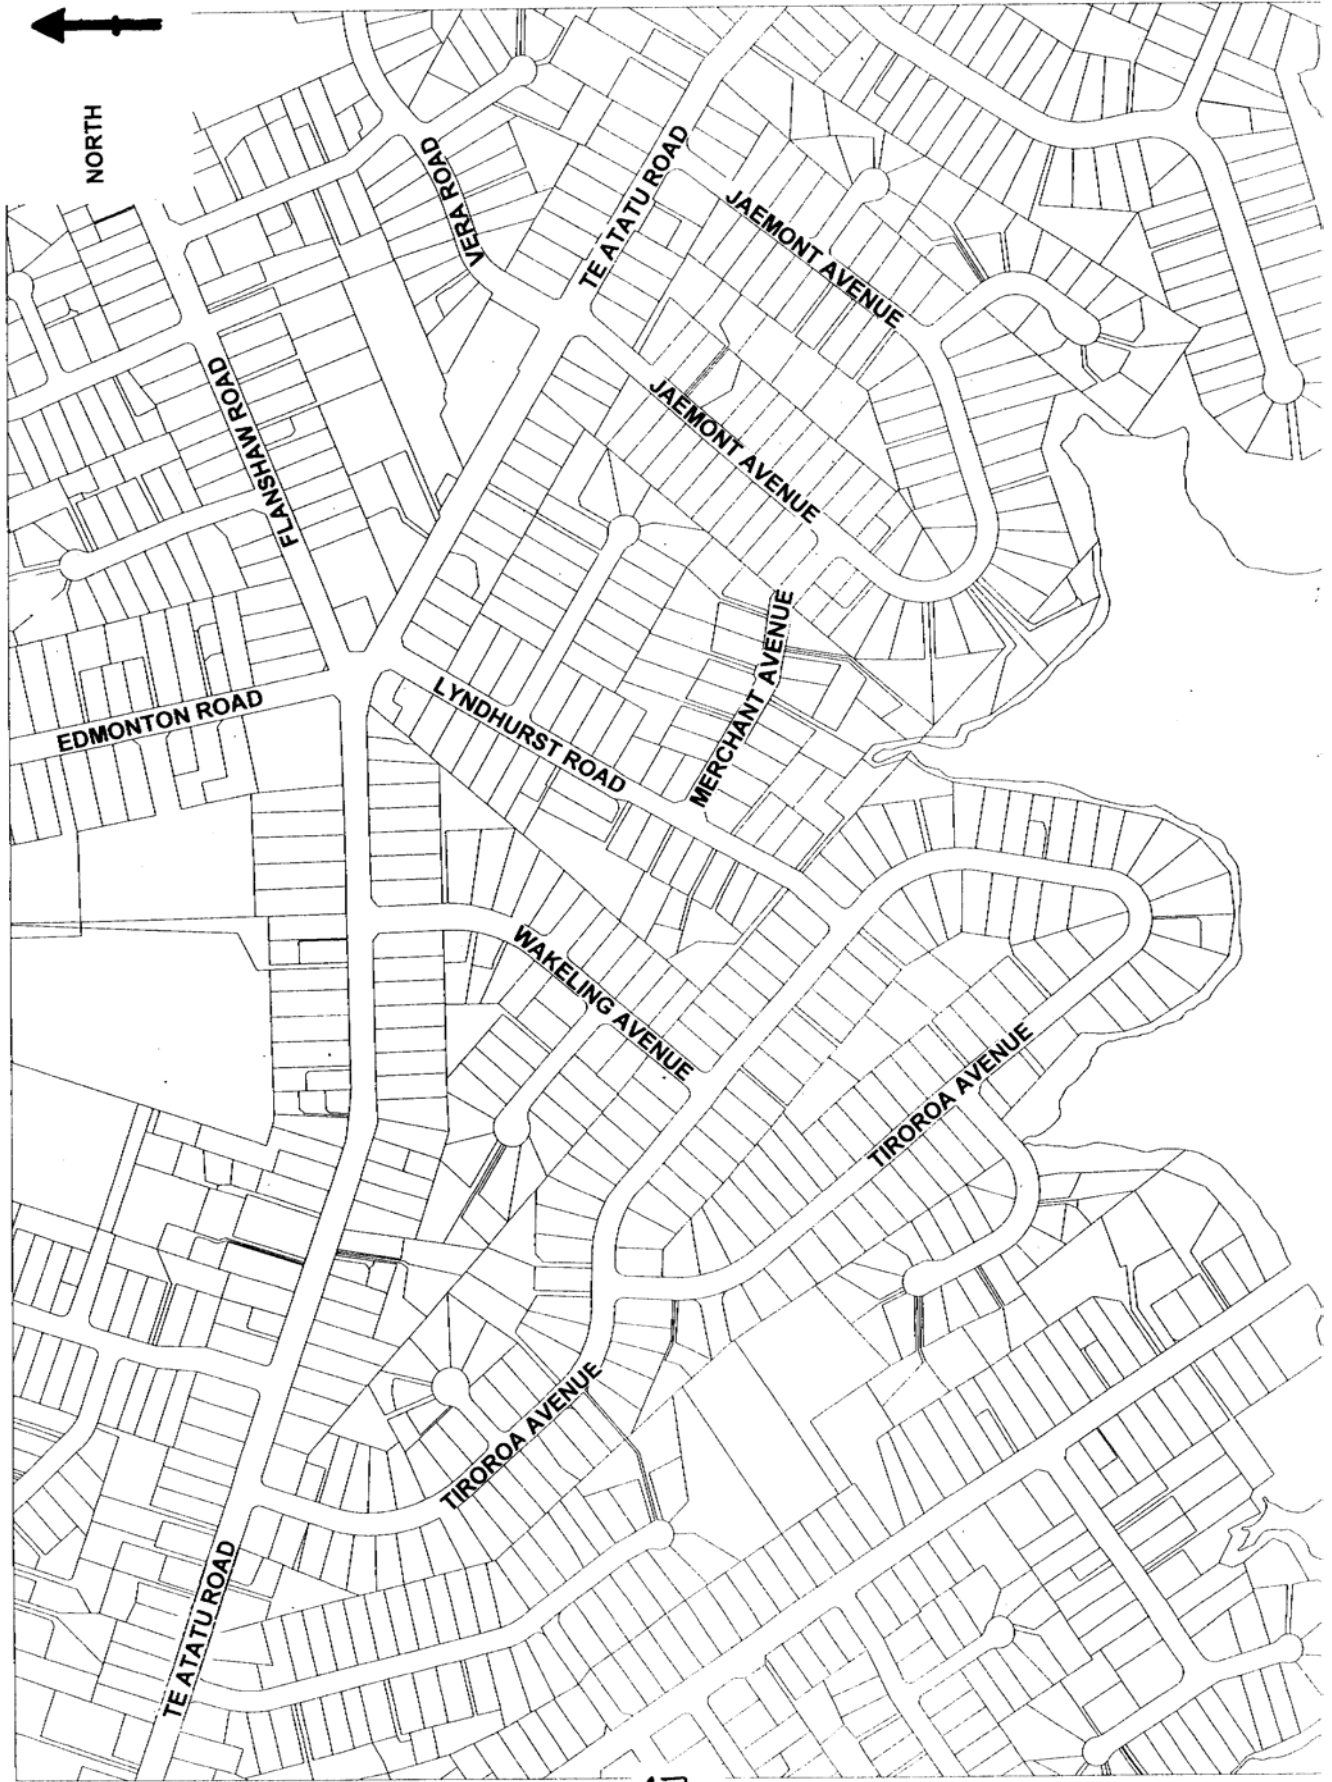 NORTH
VERA ROAD
TE ATATU ROAD
JAEMONT AVENUE
FLANSHAW ROAD
JAEMONT AVENUE
MERCHANT AVENUE
EDMONTON ROAD
LYNDHURST ROAD
WAKELING AVENUE
TIROROA AVENUE
TIROROA AVENUE
TE ATATU ROAD